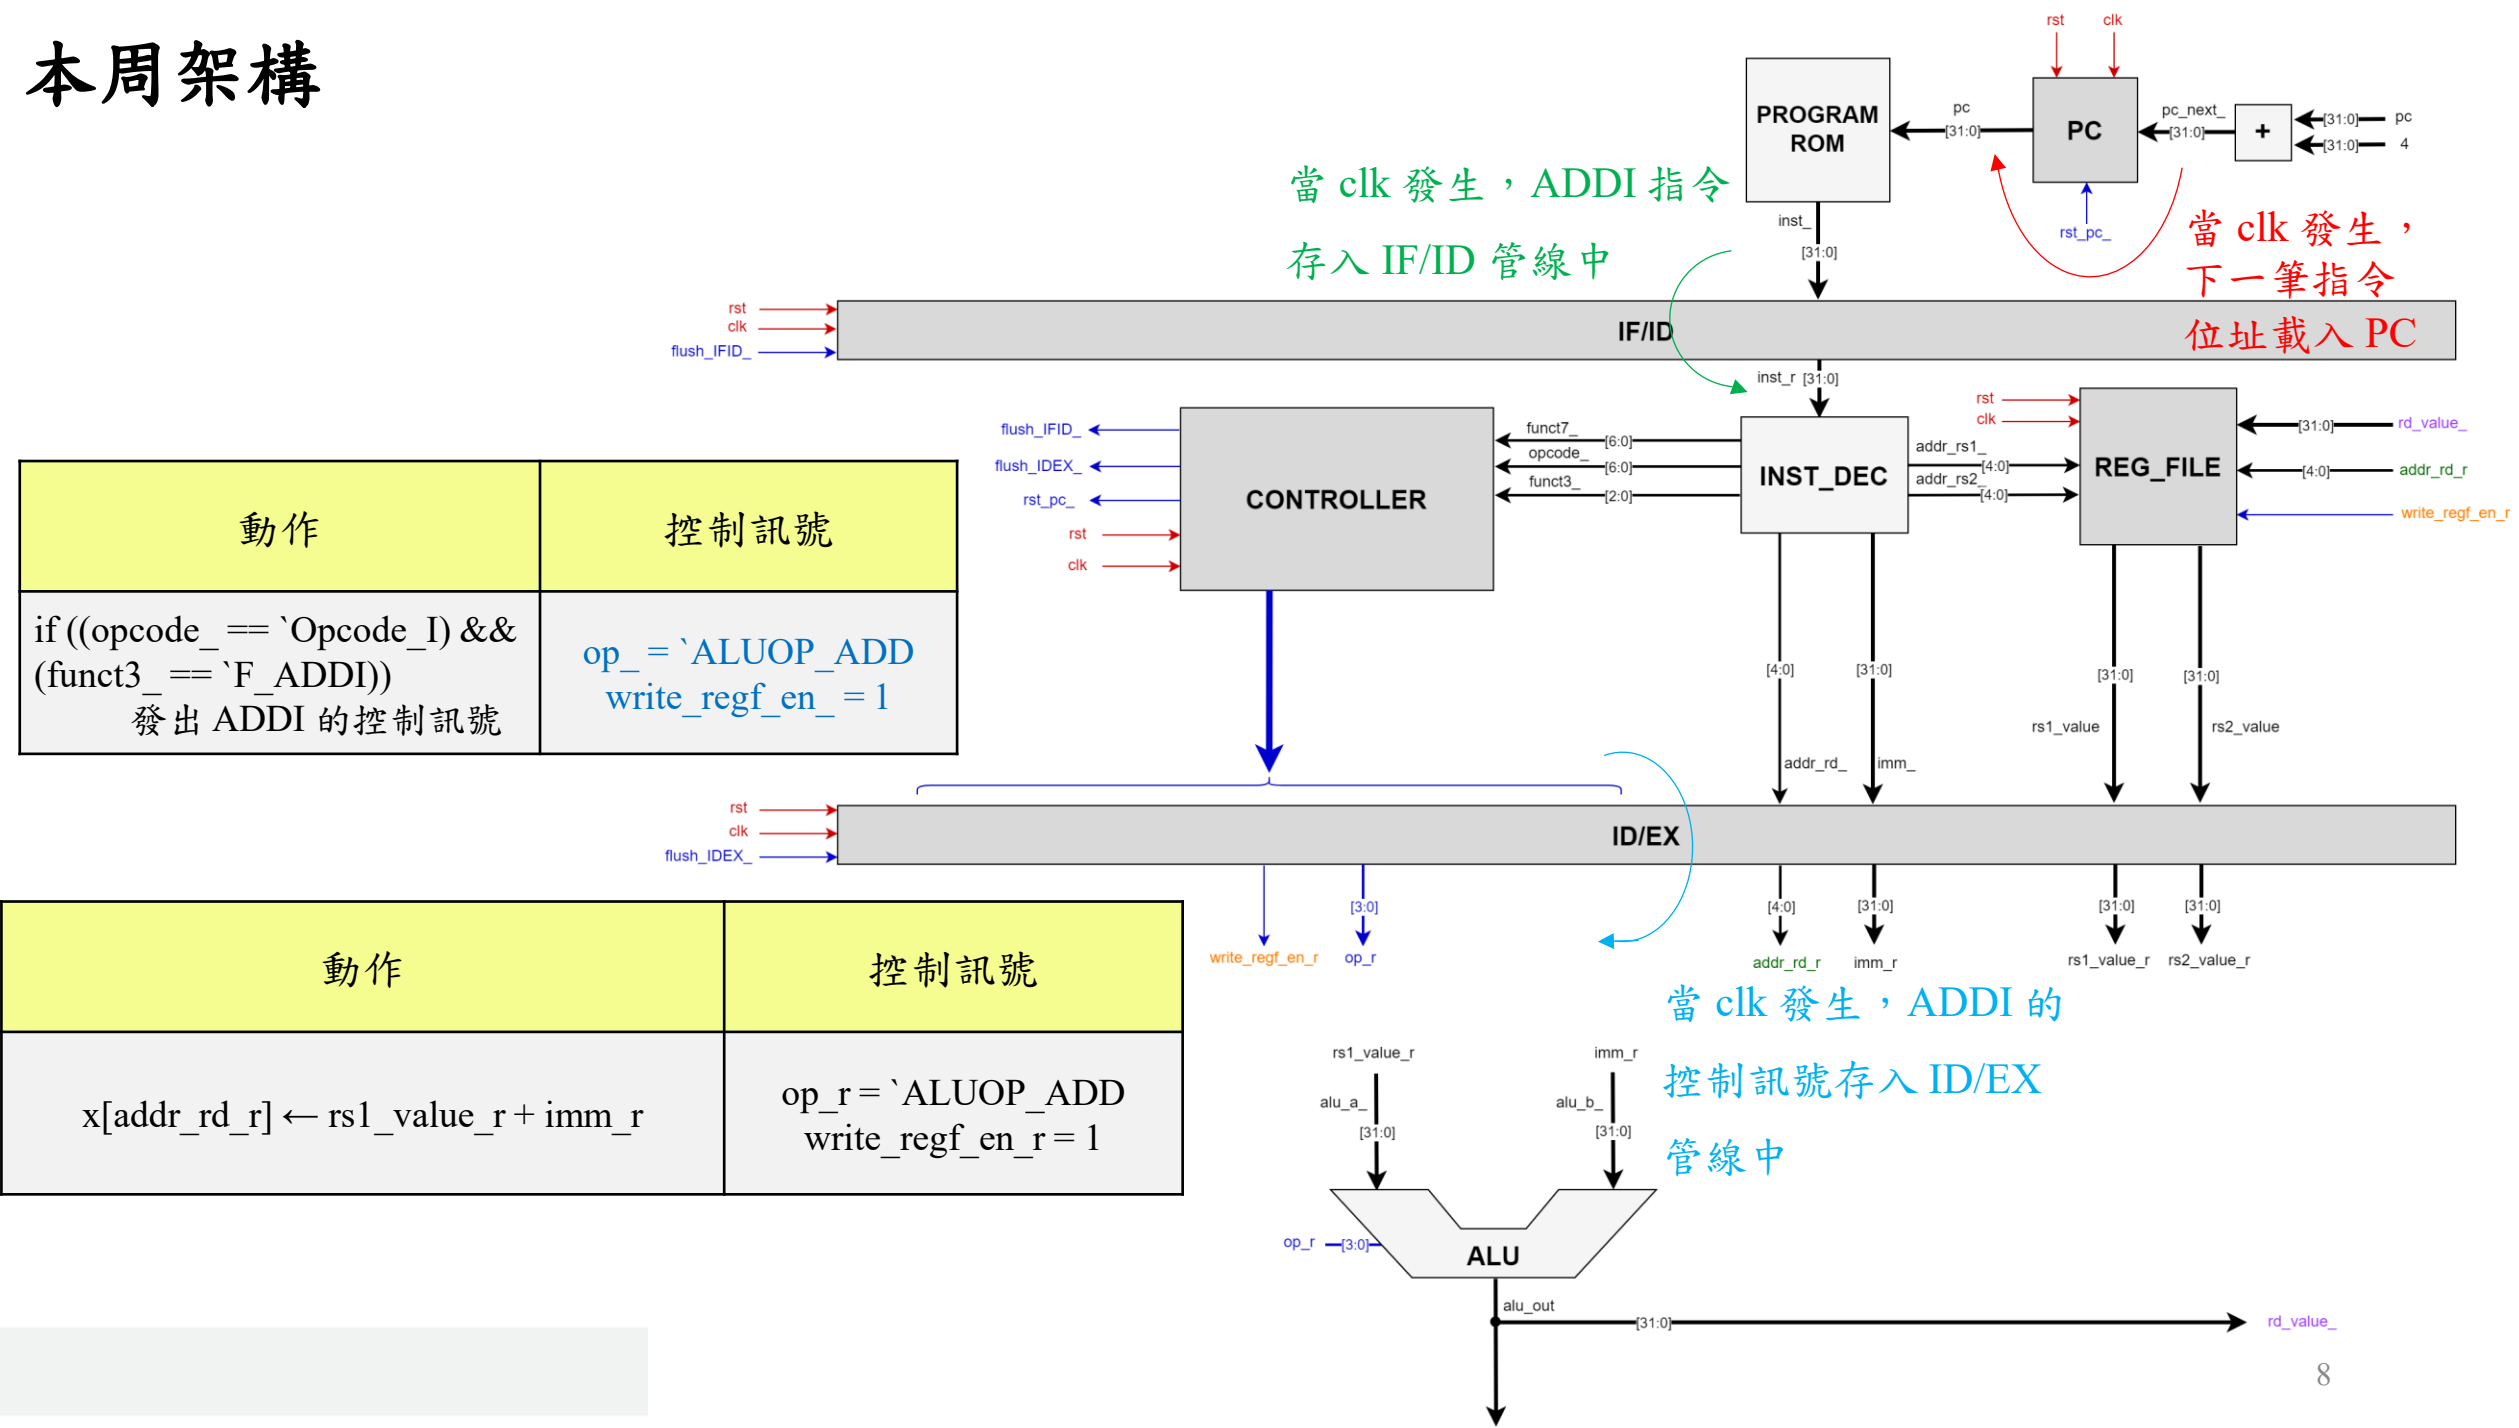 本周架構
rst
clk
PROGRAM
ROM
pc
[31:0]
PC
pc_next_
[31:0]
+
[31:0]
pc
[31:0]
4
rst_pc_
當 clk 發生，ADDI 指令
存入 IF/ID 管線中
inst_
[31:0]
當 clk 發生，
下一筆指令
位址載入 PC
rst
clk
flush_IFID_
IF/ID
inst_r
[31:0]
flush_IFID_
flush_IDEX_
rst_pc_
rst
clk
CONTROLLER
funct7_
[6:0]
opcode_
[6:0]
funct3_
[2:0]
INST_DEC
addr_rs1_
[4:0]
addr_rs2_
[4:0]
rst
clk
REG_FILE
[31:0]
rd_value_
[4:0]
addr_rd_r
write_regf_en_r
動作
控制訊號
if ((opcode_ == `Opcode_I) &&
(funct3_ == `F_ADDI))
發出 ADDI 的控制訊號
op_ = `ALUOP_ADD
write_regf_en_ = 1
[4:0]
[31:0]
[31:0]
[31:0]
rs1_value
rs2_value
addr_rd_
imm_
rst
clk
flush_IDEX_
ID/EX
[3:0]
[4:0]
[31:0]
[31:0]
[31:0]
write_regf_en_r
op_r
addr_rd_r
imm_r
rs1_value_r
rs2_value_r
當 clk 發生，ADDI 的
控制訊號存入 ID/EX
管線中
動作
控制訊號
x[addr_rd_r] ← rs1_value_r + imm_r
op_r = `ALUOP_ADD
write_regf_en_r = 1
rs1_value_r
imm_r
alu_a_
alu_b_
[31:0]
[31:0]
op_r
[3:0]
ALU
alu_out
[31:0]
rd_value_
8